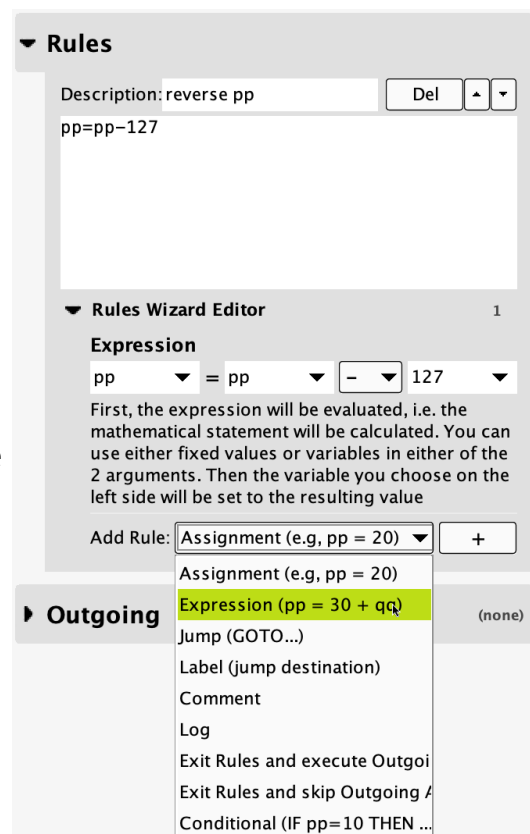 Rules
Description: reverse pp Del
pp=pp-127
Rules Wizard Editor 1
Expression
pp = pp - 127
First, the expression will be evaluated, i.e. the
mathematical statement will be calculated. You can
use either fixed values or variables in either of the
2 arguments. Then the variable you choose on the
left side will be set to the resulting value
Add Rule: Assignment (e.g, pp = 20) +
Assignment (e.g, pp = 20)
Expression (pp = 30 + qq)
Jump (GOTO...)
Label (jump destination)
Comment
Log
Exit Rules and execute Outgoi
Exit Rules and skip Outgoing A
Conditional (IF pp=10 THEN ...
Outgoing (none)